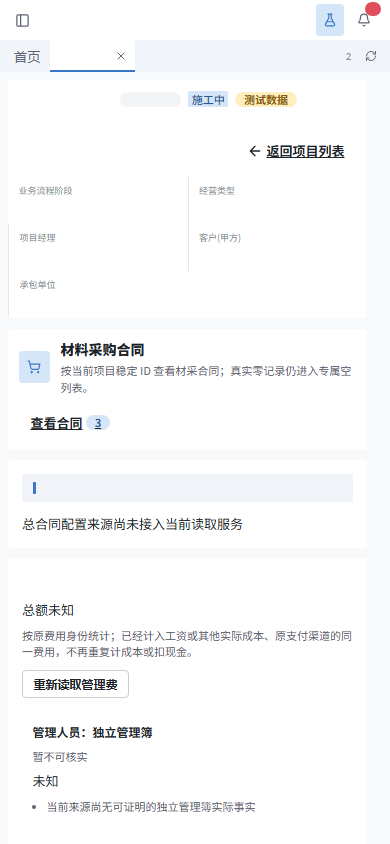 首页
2
施工中 测试数据
返回项目列表
业务流程阶段 经营类型
项目经理 客户(甲方)
承包单位
材料采购合同
按当前项目稳定 ID 查看材采合同；真实零记录仍进入专属空
列表。
查看合同 3
总合同配置来源尚未接入当前读取服务
总额未知
按原费用身份统计；已经计入工资或其他实际成本、原支付渠道的同
一费用，不再重复计成本或扣现金。
重新读取管理费
管理人员：独立管理簿
暂不可核实
未知
当前来源尚无可证明的独立管理簿实际事实